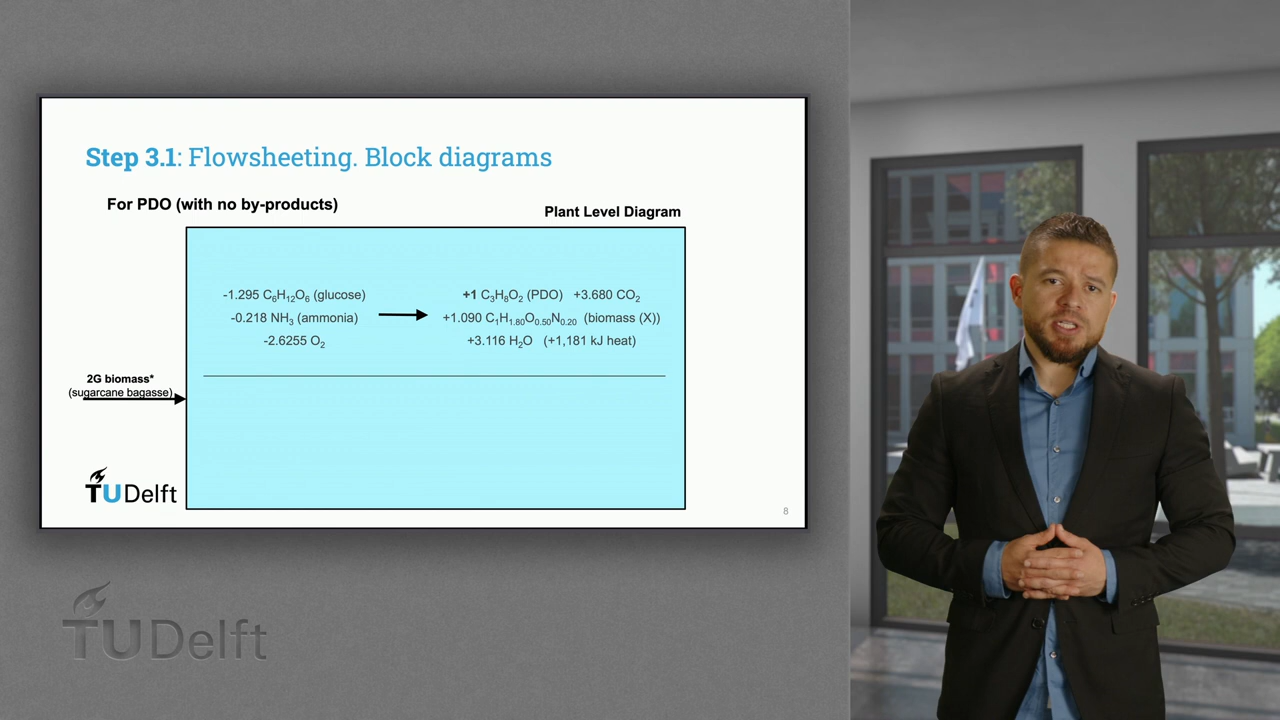 Step 3.1: Flowsheeting. Block diagrams
For PDO (with no by-products)
Plant Level Diagram
-1.295 C₆H₁₂O₆ (glucose)
-0.218 NH₃ (ammonia)
-2.6255 O₂
+1 C₃H₈O₂ (PDO) +3.680 CO₂
+1.090 C₁H₁.₈₀O₀.₅₀N₀.₂₀ (biomass (X))
+3.116 H₂O (+1,181 kJ heat)
2G biomass*
(sugarcane bagasse)
TUDelft
8
TUDelft